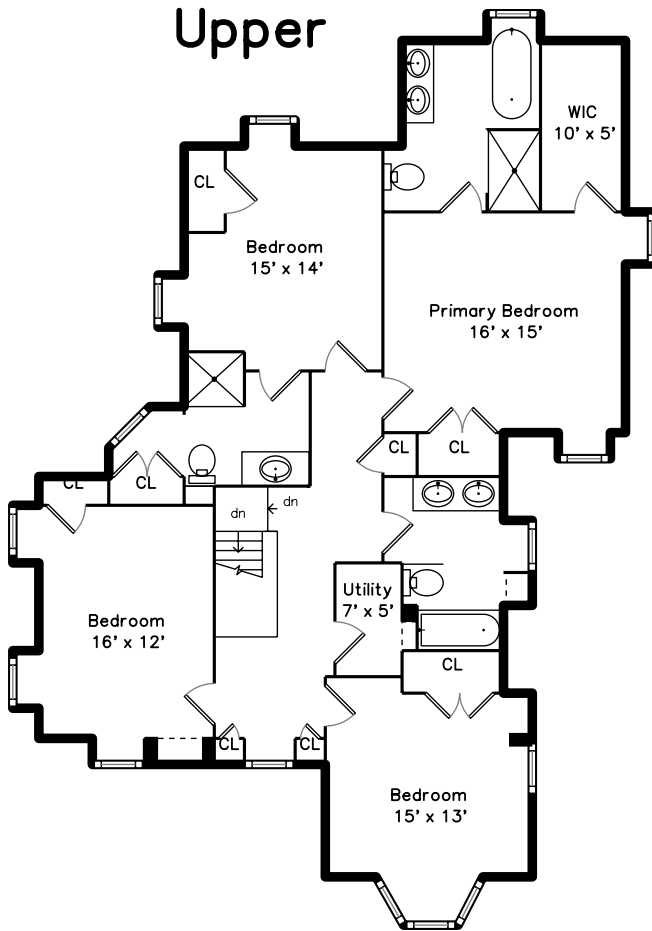 Upper
WIC
10' x 5'
CL
Bedroom
15' x 14'
Primary Bedroom
16' x 15'
CL
CL
CL
CL
dn
dn
Utility
7' x 5'
Bedroom
16' x 12'
CL
CL
CL
Bedroom
15' x 13'